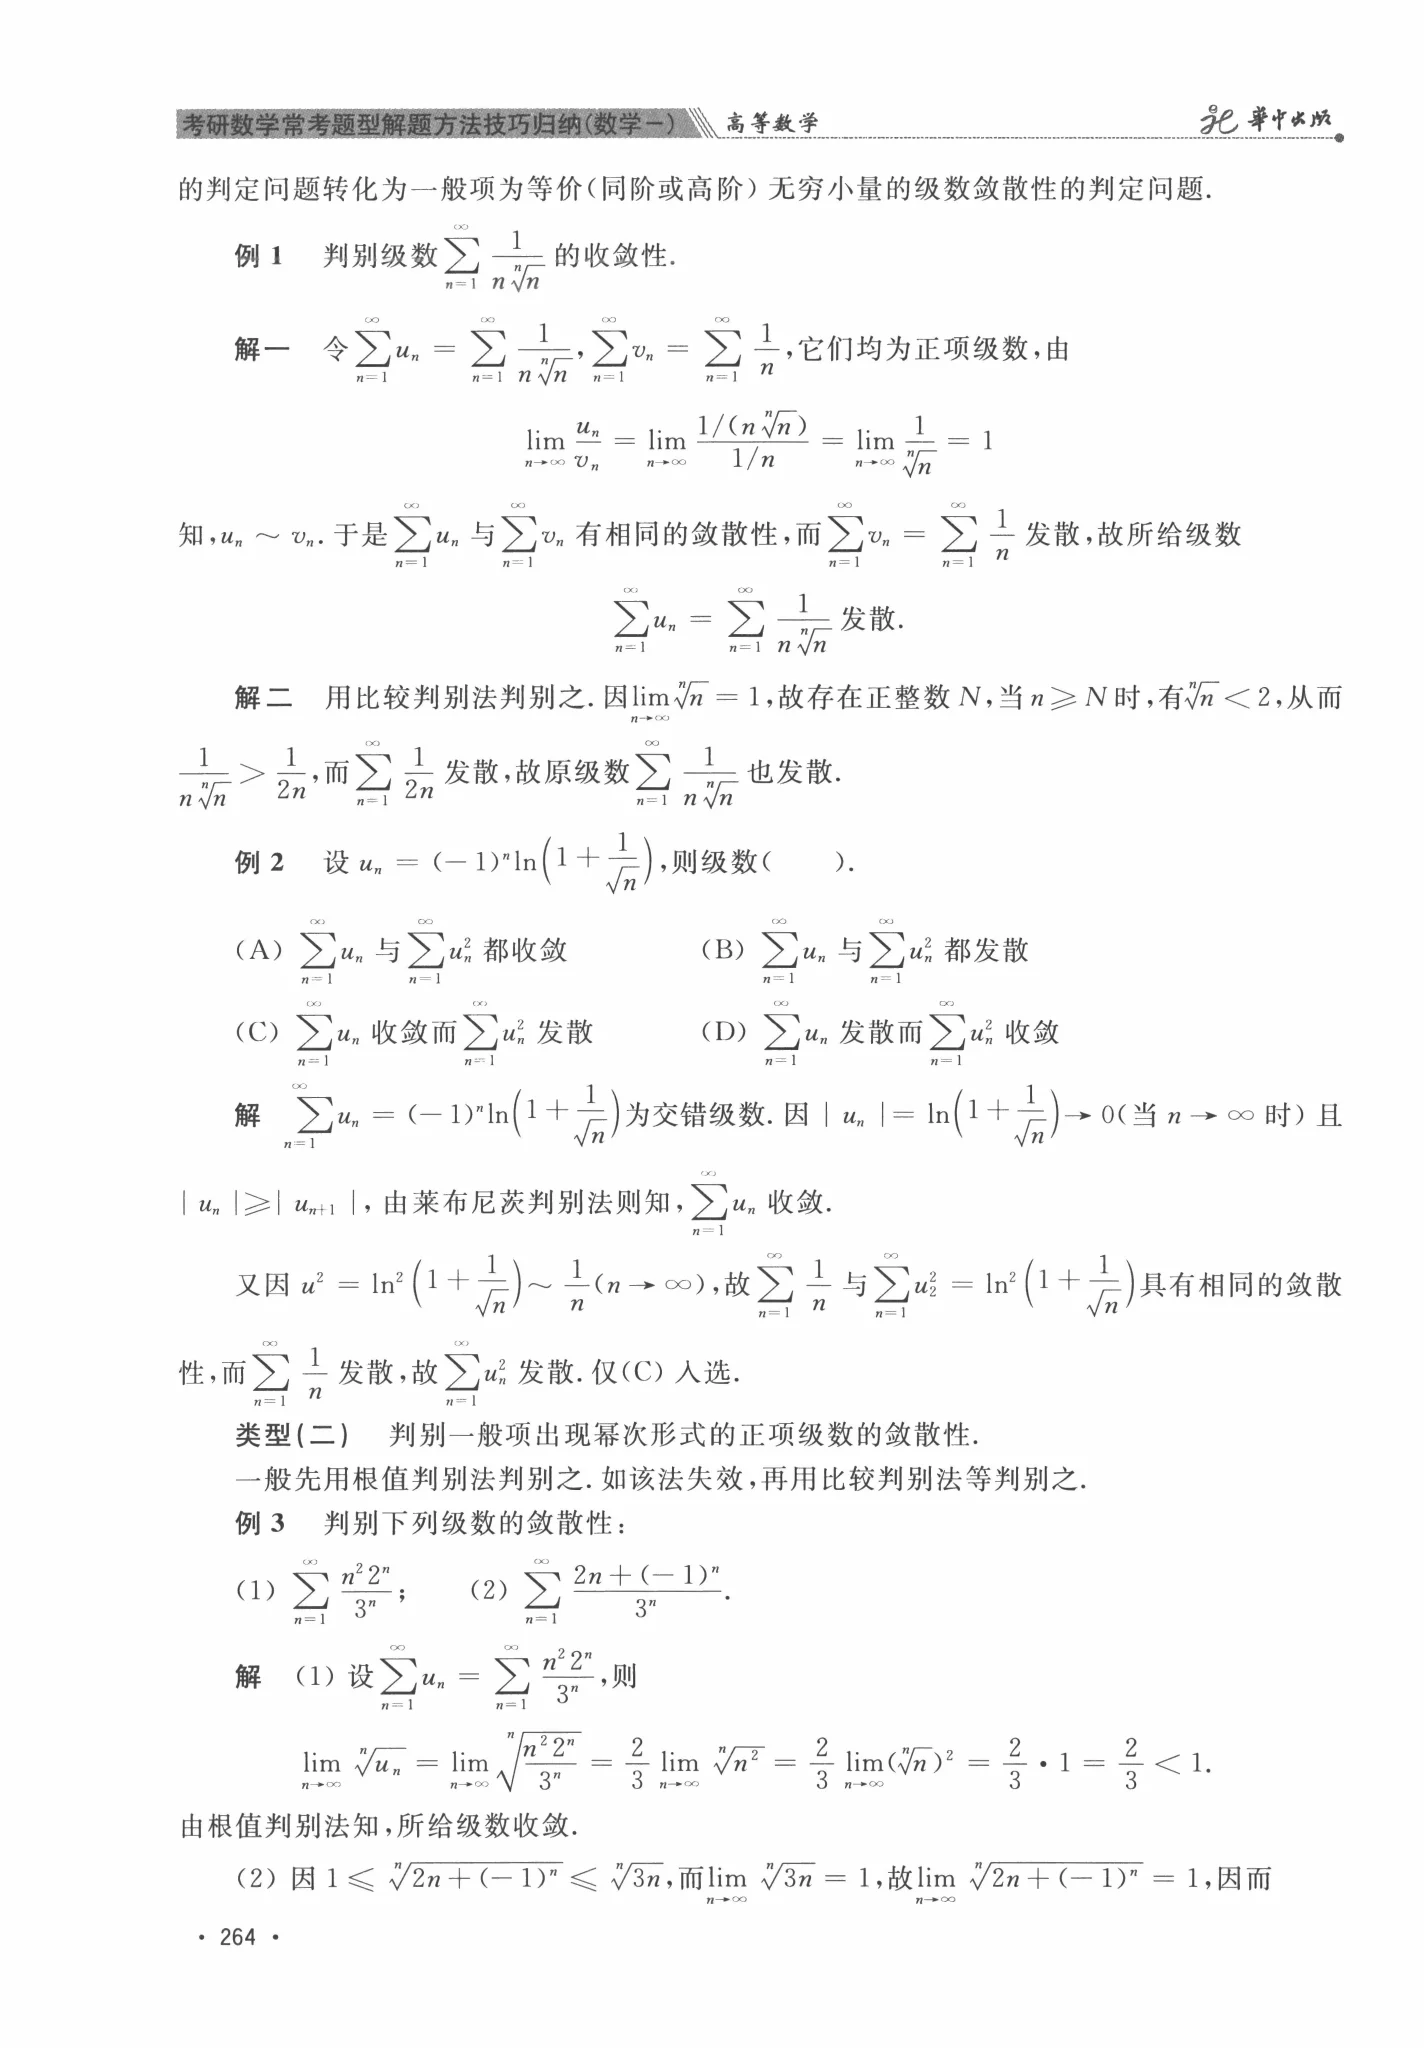 考研数学常考题型解题方法技巧归纳(数学一) 高等数学 华中出版
的判定问题转化为一般项为等价(同阶或高阶)无穷小量的级数敛散性的判定问题.
例 1 判别级数$\sum_{n=1}^{\infty}\frac{1}{n\sqrt[n]{n}}$的收敛性.
解一 令$\sum_{n=1}^{\infty}u_n=\sum_{n=1}^{\infty}\frac{1}{n\sqrt[n]{n}},\sum_{n=1}^{\infty}v_n=\sum_{n=1}^{\infty}\frac{1}{n}$,它们均为正项级数,由
$\lim_{n\to\infty}\frac{u_n}{v_n}=\lim_{n\to\infty}\frac{1/(n\sqrt[n]{n})}{1/n}=\lim_{n\to\infty}\frac{1}{\sqrt[n]{n}}=1$
知,$u_n\sim v_n$.于是$\sum_{n=1}^{\infty}u_n$与$\sum_{n=1}^{\infty}v_n$有相同的敛散性,而$\sum_{n=1}^{\infty}v_n=\sum_{n=1}^{\infty}\frac{1}{n}$发散,故所给级数
$\sum_{n=1}^{\infty}u_n=\sum_{n=1}^{\infty}\frac{1}{n\sqrt[n]{n}}$发散.
解二 用比较判别法判别之.因$\lim_{n\to\infty}\sqrt[n]{n}=1$,故存在正整数 N,当 $n\geqslant N$ 时,有$\sqrt[n]{n}<2$,从而
$\frac{1}{n\sqrt[n]{n}}>\frac{1}{2n}$,而$\sum_{n=1}^{\infty}\frac{1}{2n}$发散,故原级数$\sum_{n=1}^{\infty}\frac{1}{n\sqrt[n]{n}}$也发散.
例 2 设 $u_n=(-1)^n\ln\left(1+\frac{1}{\sqrt{n}}\right)$,则级数( ).
(A) $\sum_{n=1}^{\infty}u_n$ 与$\sum_{n=1}^{\infty}u_n^2$ 都收敛 (B) $\sum_{n=1}^{\infty}u_n$ 与$\sum_{n=1}^{\infty}u_n^2$ 都发散
(C) $\sum_{n=1}^{\infty}u_n$ 收敛而$\sum_{n=1}^{\infty}u_n^2$ 发散 (D) $\sum_{n=1}^{\infty}u_n$ 发散而$\sum_{n=1}^{\infty}u_n^2$ 收敛
解 $\sum_{n=1}^{\infty}u_n=(-1)^n\ln\left(1+\frac{1}{\sqrt{n}}\right)$为交错级数.因$|u_n|=\ln\left(1+\frac{1}{\sqrt{n}}\right)\to 0$(当 $n\to\infty$ 时)且
$|u_n|\geqslant|u_{n+1}|$,由莱布尼茨判别法则知,$\sum_{n=1}^{\infty}u_n$ 收敛.
又因 $u^2=\ln^2\left(1+\frac{1}{\sqrt{n}}\right)\sim\frac{1}{n}(n\to\infty)$,故$\sum_{n=1}^{\infty}\frac{1}{n}$与$\sum_{n=1}^{\infty}u_2^2=\ln^2\left(1+\frac{1}{\sqrt{n}}\right)$具有相同的敛散
性,而$\sum_{n=1}^{\infty}\frac{1}{n}$发散,故$\sum_{n=1}^{\infty}u_n^2$ 发散.仅(C)入选.
类型(二) 判别一般项出现幂次形式的正项级数的敛散性.
一般先用根值判别法判别之.如该法失效,再用比较判别法等判别之.
例 3 判别下列级数的敛散性:
(1) $\sum_{n=1}^{\infty}\frac{n^2 2^n}{3^n}$; (2) $\sum_{n=1}^{\infty}\frac{2n+(-1)^n}{3^n}$.
解 (1) 设$\sum_{n=1}^{\infty}u_n=\sum_{n=1}^{\infty}\frac{n^2 2^n}{3^n}$,则
$\lim_{n\to\infty}\sqrt[n]{u_n}=\lim_{n\to\infty}\sqrt[n]{\frac{n^2 2^n}{3^n}}=\frac{2}{3}\lim_{n\to\infty}\sqrt[n]{n^2}=\frac{2}{3}\lim_{n\to\infty}(\sqrt[n]{n})^2=\frac{2}{3}\cdot 1=\frac{2}{3}<1.$
由根值判别法知,所给级数收敛.
(2) 因 $1\leqslant\sqrt[n]{2n+(-1)^n}\leqslant\sqrt[n]{3n}$,而$\lim_{n\to\infty}\sqrt[n]{3n}=1$,故$\lim_{n\to\infty}\sqrt[n]{2n+(-1)^n}=1$,因而
· 264 ·